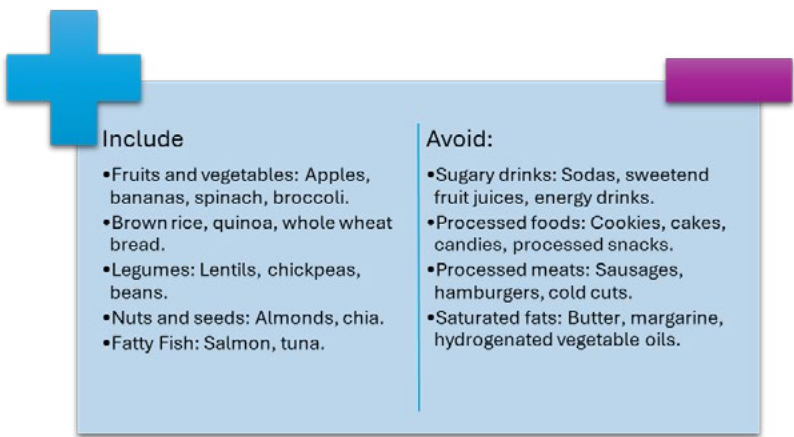 Include
•Fruits and vegetables: Apples,
bananas, spinach, broccoli.
•Brown rice, quinoa, whole wheat
bread.
•Legumes: Lentils, chickpeas,
beans.
•Nuts and seeds: Almonds, chia.
•Fatty Fish: Salmon, tuna.
Avoid:
•Sugary drinks: Sodas, sweetend
fruit juices, energy drinks.
•Processed foods: Cookies, cakes,
candies, processed snacks.
•Processed meats: Sausages,
hamburgers, cold cuts.
•Saturated fats: Butter, margarine,
hydrogenated vegetable oils.